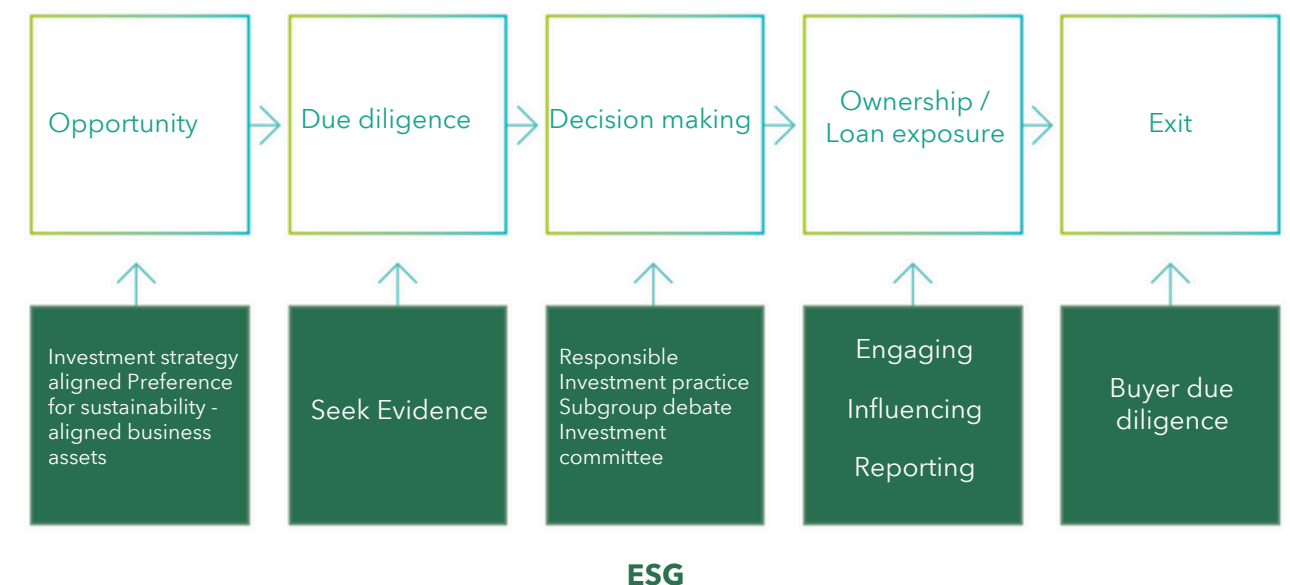 Opportunity
Due diligence
Decision making
Ownership /
Loan exposure
Exit
Investment strategy
aligned Preference
for sustainability -
aligned business
assets
Seek Evidence
Responsible
Investment practice
Subgroup debate
Investment
committee
Engaging
Influencing
Reporting
Buyer due
diligence
ESG